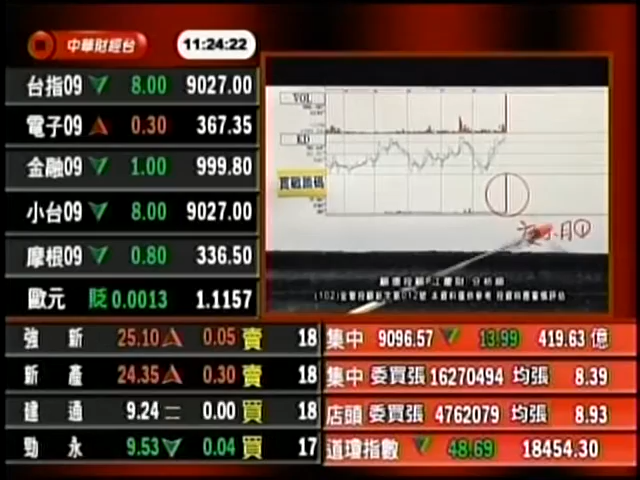 中華財經台
11:24:22
台指09 8.00 9027.00
電子09 0.30 367.35
金融09 1.00 999.80
小台09 8.00 9027.00
摩根09 0.80 336.50
歐元 貶 0.0013 1.1157
VOL
KD
強新 25.10 0.05 賣 18
新產 24.35 0.30 賣 18
建通 9.24 0.00 買 18
勁永 9.53 0.04 買 17
集中 9096.57 13.99 419.63 億
集中 委買張 16270494 均張 8.39
店頭 委買張 4762079 均張 8.93
道瓊指數 48.69 18454.30